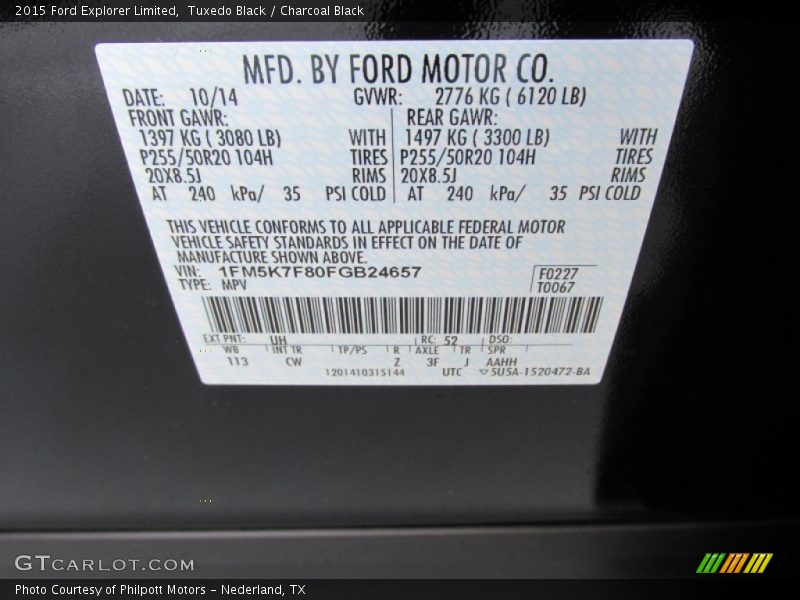 2015 Ford Explorer Limited,  Tuxedo Black / Charcoal Black
MFD. BY FORD MOTOR CO.
DATE: 10/14 GVWR: 2776 KG ( 6120 LB)
FRONT GAWR: REAR GAWR:
1397 KG ( 3080 LB) WITH 1497 KG ( 3300 LB) WITH
P255/50R20 104H TIRES P255/50R20 104H TIRES
20X8.5J RIMS 20X8.5J RIMS
AT 240 kPa/ 35 PSI COLD AT 240 kPa/ 35 PSI COLD
THIS VEHICLE CONFORMS TO ALL APPLICABLE FEDERAL MOTOR
VEHICLE SAFETY STANDARDS IN EFFECT ON THE DATE OF
MANUFACTURE SHOWN ABOVE.
VIN: 1FM5K7F80FGB24657 F0227
TYPE: MPV T0067
EXT PNT: UH RC: 52 DSO:
WB INT TR TP/PS R AXLE TR SPR
113 CW Z 3F J AAHH
1201410315144 UTC ▽5U5A-1520472-BA
GTCARLOT.COM
Photo Courtesy of Philpott Motors - Nederland, TX